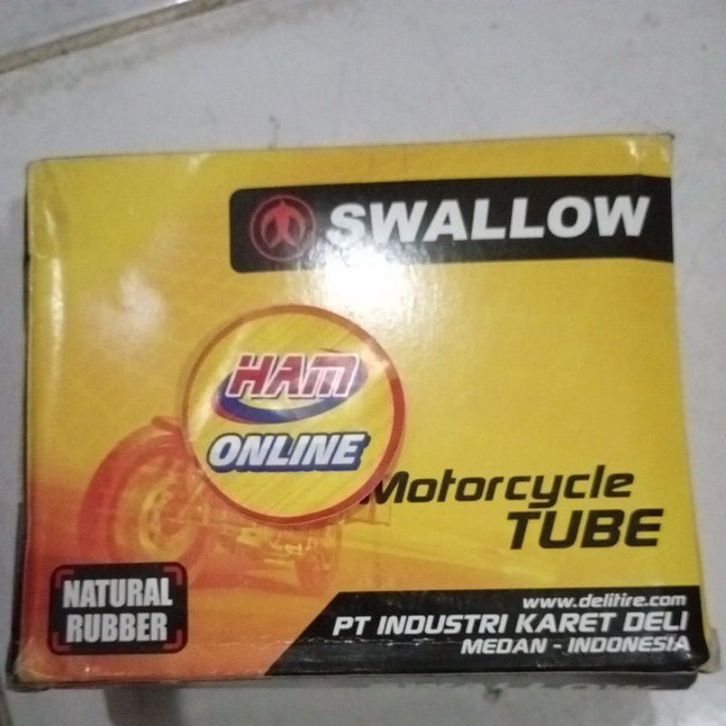 SWALLOW
HAM
ONLINE
Motorcycle
TUBE
NATURAL
RUBBER
www.delitire.com
PT INDUSTRI KARET DELI
MEDAN - INDONESIA